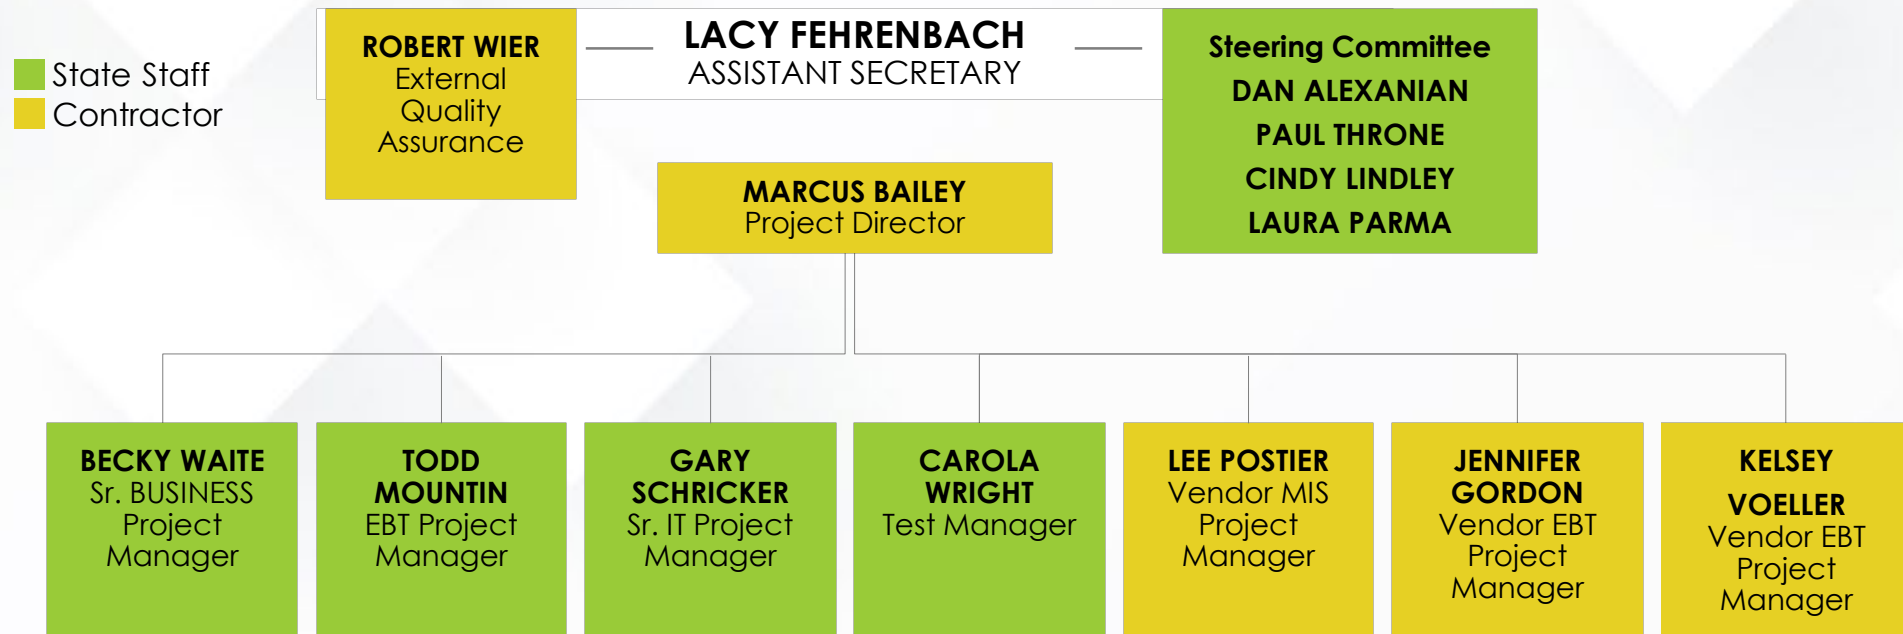 State Staff
Contractor
ROBERT WIER
External
Quality
Assurance
LACY FEHRENBACH
ASSISTANT SECRETARY
Steering Committee
DAN ALEXANIAN
PAUL THRONE
CINDY LINDLEY
LAURA PARMA
MARCUS BAILEY
Project Director
BECKY WAITE
Sr. BUSINESS
Project
Manager
TODD
MOUNTIN
EBT Project
Manager
GARY
SCHRICKER
Sr. IT Project
Manager
CAROLA
WRIGHT
Test Manager
LEE POSTIER
Vendor MIS
Project
Manager
JENNIFER
GORDON
Vendor EBT
Project
Manager
KELSEY
VOELLER
Vendor EBT
Project
Manager